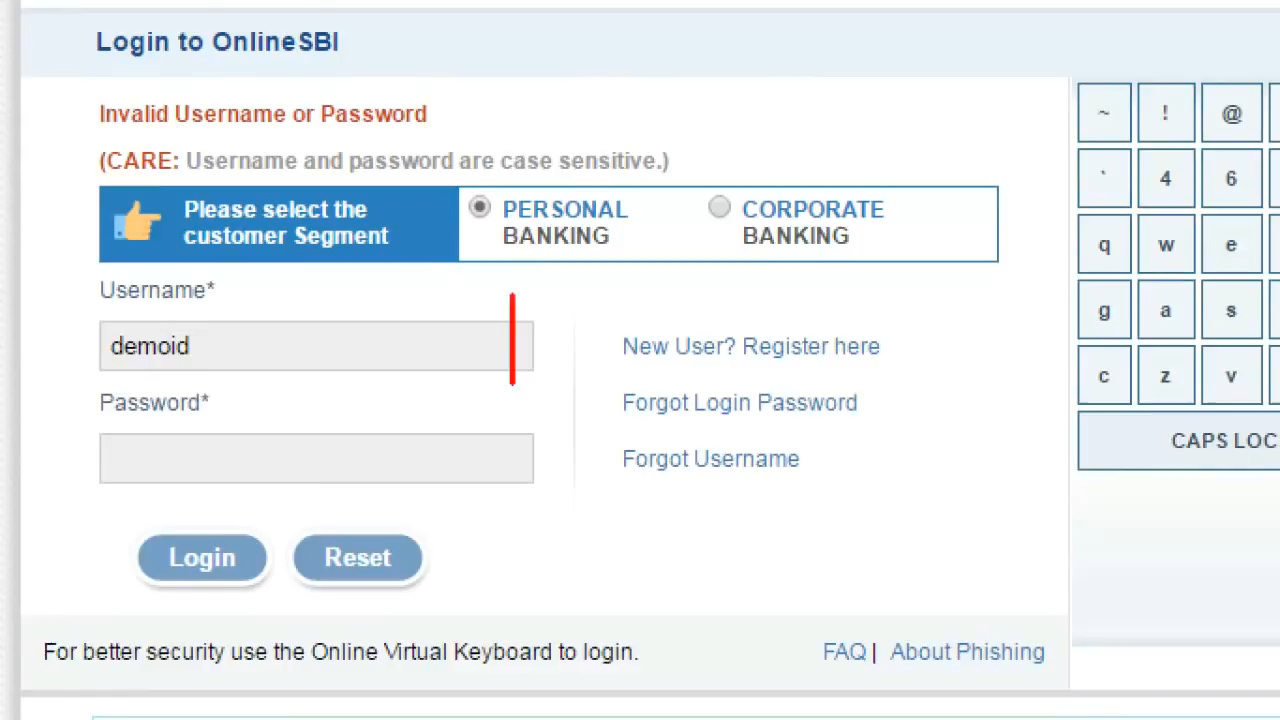 Login to OnlineSBI
Invalid Username or Password
(CARE: Username and password are case sensitive.)
Please select the
customer Segment
PERSONAL
BANKING
CORPORATE
BANKING
Username*
demoid
New User? Register here
Password*
Forgot Login Password
Forgot Username
Login
Reset
For better security use the Online Virtual Keyboard to login.
FAQ | About Phishing
~ ! @
` 4 6
q w e
g a s
c z v
CAPS LOC